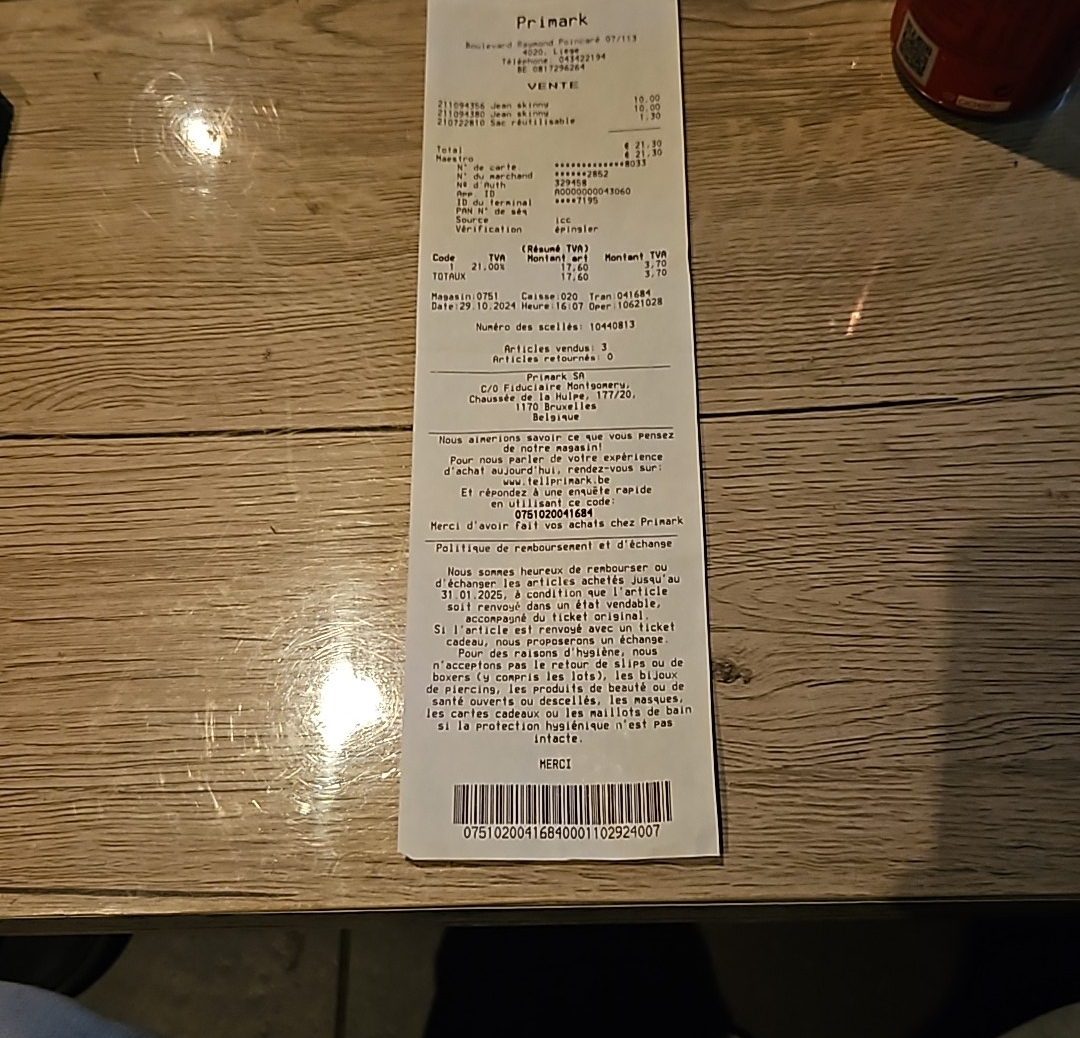 Primark
Boulevard Raymond Poincaré 07/113
4020, Liege
Téléphone. 043422194
BE 0817296264
VENTE
211094356 Jean skinny 10.00
211094380 Jean skinny 10.00
210722810 Sac réutilisable 1.30
Total € 21.30
Maestro € 21.30
N° de carte *************8033
N° du marchand ******2852
Nº d'Auth 329458
App. ID A0000000043060
ID du terminal ****7195
PAN N° de séq
Source icc
Vérification épingler
(Résumé TVA)
Code TVA Montant art Montant TVA
1 21.00% 17,60 3,70
TOTAUX 17,60 3,70
Magasin:0751 Caisse:020 Tran:041684
Date:29.10.2024 Heure:16:07 Oper:10621028
Numéro des scellés: 10440813
Articles vendus: 3
Articles retournés: 0
Primark SA
C/O Fiduciaire Montgomery,
Chaussée de la Hulpe, 177/20,
1170 Bruxelles
Belgique
Nous aimerions savoir ce que vous pensez
de notre magasin!
Pour nous parler de votre expérience
d'achat aujourd'hui, rendez-vous sur:
www.tellprimark.be
Et répondez à une enquête rapide
en utilisant ce code:
0751020041684
Merci d'avoir fait vos achats chez Primark
Politique de remboursement et d'échange
Nous sommes heureux de rembourser ou
d'échanger les articles achetés jusqu'au
31.01.2025, à condition que l'article
soit renvoyé dans un état vendable,
accompagné du ticket original.
Si l'article est renvoyé avec un ticket
cadeau, nous proposerons un échange.
Pour des raisons d'hygiène, nous
n'acceptons pas le retour de slips ou de
boxers (y compris les lots), les bijoux
de piercing, les produits de beauté ou de
santé ouverts ou descellés, les masques,
les cartes cadeaux ou les maillots de bain
si la protection hygiénique n'est pas
intacte.
MERCI
07510200416840001102924007